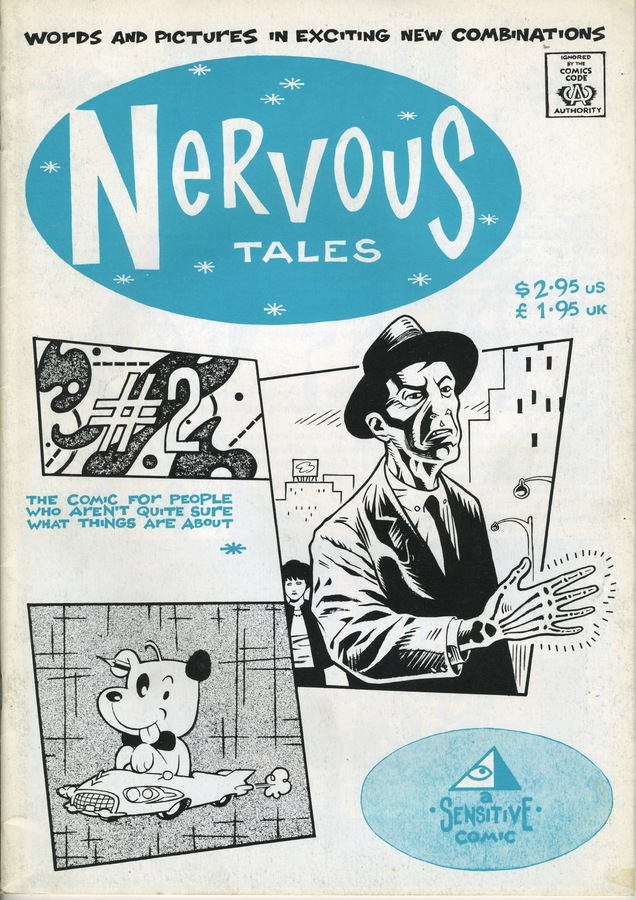 WORDS AND PICTURES IN EXCITING NEW COMBINATIONS
IGNORED
BY THE
COMICS
CODE
AUTHORITY
NERVOUS
TALES
$2·95 US
£1·95 UK
#2
THE COMIC FOR PEOPLE
WHO AREN'T QUITE SURE
WHAT THINGS ARE ABOUT
a
·SENSITIVE·
COMIC